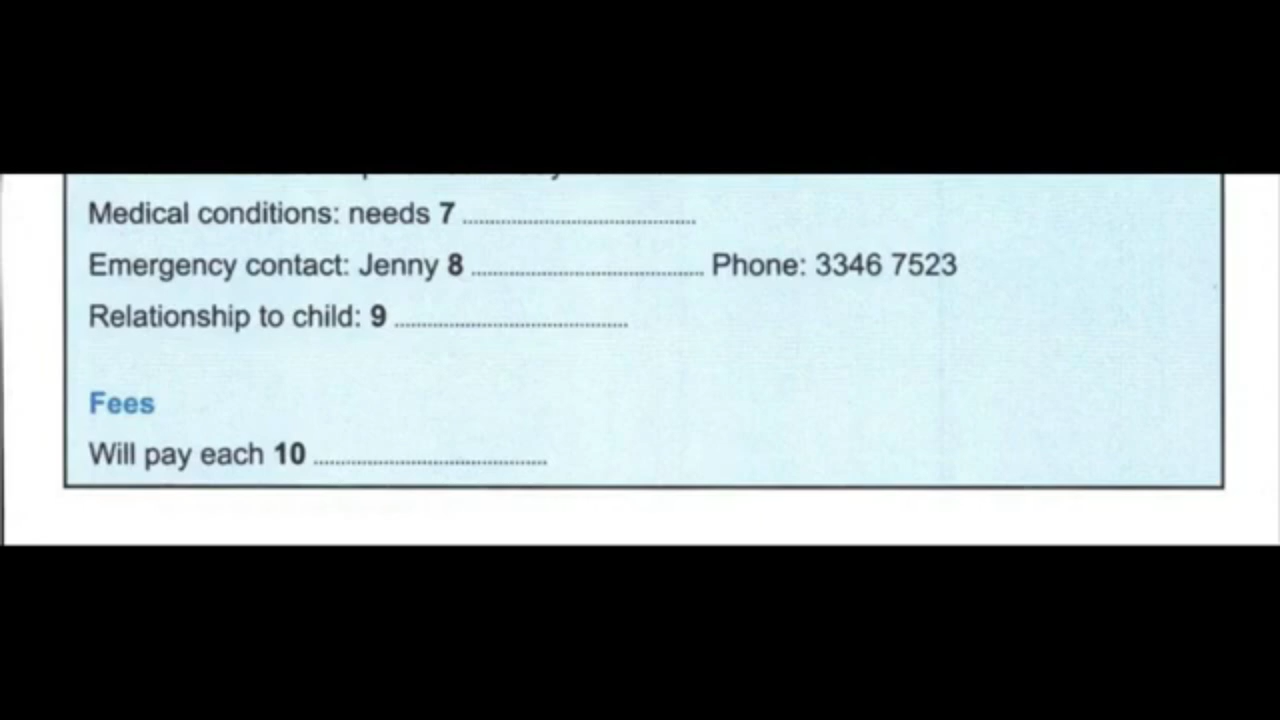 Medical conditions: needs 7 ........................................
Emergency contact: Jenny 8 ........................................ Phone: 3346 7523
Relationship to child: 9 ........................................
Fees
Will pay each 10 ........................................